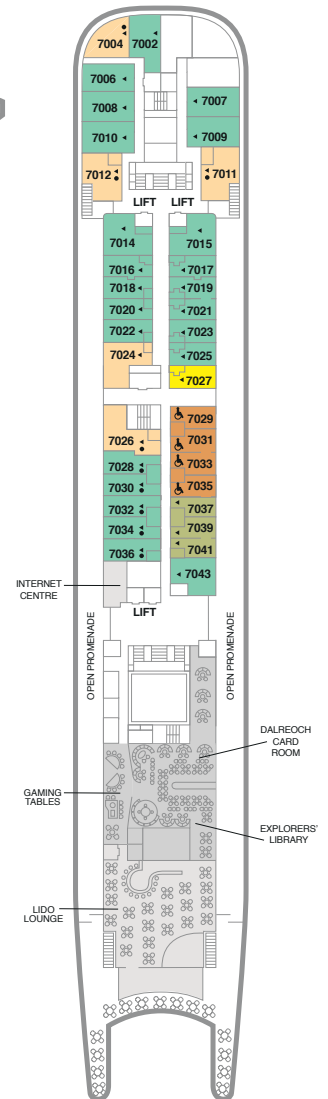 7004
7002
7006
7008
7007
7010
7009
7012
7011
LIFT
LIFT
7014
7015
7016
7017
7018
7019
7020
7021
7022
7023
7024
7025
7027
7029
7026
7031
7028
7033
7030
7035
7032
7037
7034
7039
7036
7041
7043
INTERNET
CENTRE
LIFT
OPEN PROMENADE
OPEN PROMENADE
DALREOCH
CARD
ROOM
GAMING
TABLES
EXPLORERS'
LIBRARY
LIDO
LOUNGE